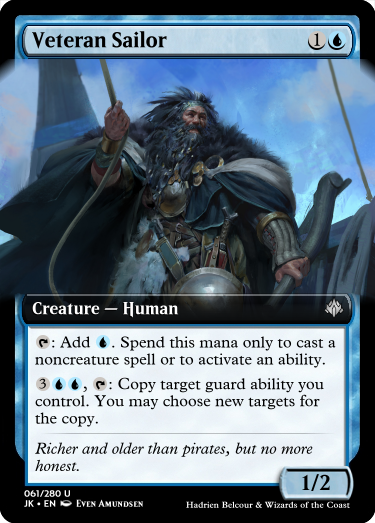 Veteran Sailor 1
Creature — Human
: Add . Spend this mana only to cast a
noncreature spell or to activate an ability.
3 , : Copy target guard ability you
control. You may choose new targets for
the copy.
Richer and older than pirates, but no more
honest.
1/2
061/280 U
JK • EN Even Amundsen
Hadrien Belcour & Wizards of the Coast